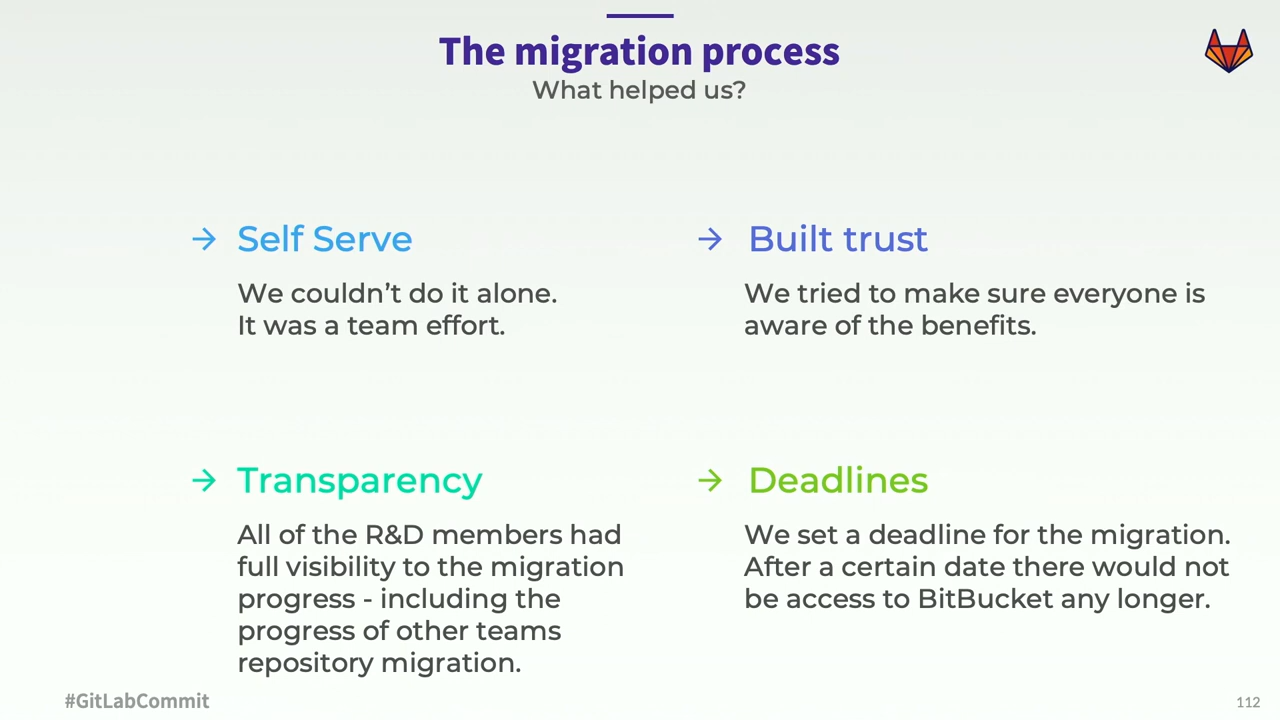 The migration process
What helped us?
→ Self Serve
We couldn’t do it alone.
It was a team effort.
→ Built trust
We tried to make sure everyone is
aware of the benefits.
→ Transparency
All of the R&D members had
full visibility to the migration
progress - including the
progress of other teams
repository migration.
→ Deadlines
We set a deadline for the migration.
After a certain date there would not
be access to BitBucket any longer.
#GitLabCommit
112